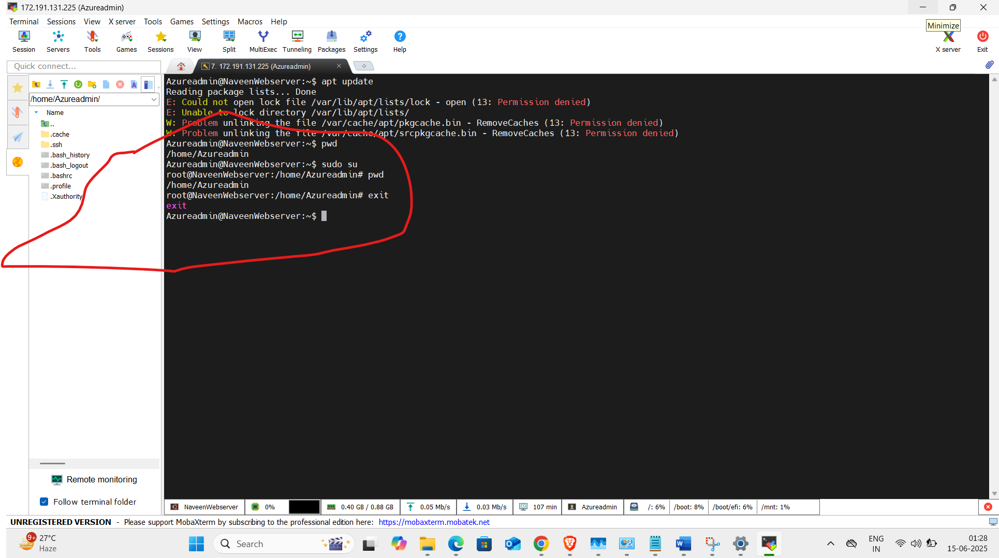 172.191.131.225 (Azureadmin)
Terminal Sessions View X server Tools Games Settings Macros Help
Minimize
Session Servers Tools Games Sessions View Split MultiExec Tunneling Packages Settings Help X server Exit
Quick connect...
7. 172.191.131.225 (Azureadmin)
/home/Azureadmin/
Name
..
.cache
.ssh
.bash_history
.bash_logout
.bashrc
.profile
.Xauthority
Azureadmin@NaveenWebserver:~$ apt update
Reading package lists... Done
E: Could not open lock file /var/lib/apt/lists/lock - open (13: Permission denied)
E: Unable to lock directory /var/lib/apt/lists/
W: Problem unlinking the file /var/cache/apt/pkgcache.bin - RemoveCaches (13: Permission denied)
W: Problem unlinking the file /var/cache/apt/srcpkgcache.bin - RemoveCaches (13: Permission denied)
Azureadmin@NaveenWebserver:~$ pwd
/home/Azureadmin
Azureadmin@NaveenWebserver:~$ sudo su
root@NaveenWebserver:/home/Azureadmin# pwd
/home/Azureadmin
root@NaveenWebserver:/home/Azureadmin# exit
exit
Azureadmin@NaveenWebserver:~$
Remote monitoring
Follow terminal folder
NaveenWebserver 0% 0.40 GB / 0.88 GB 0.05 Mb/s 0.03 Mb/s 107 min Azureadmin /: 6% /boot: 8% /boot/efi: 6% /mnt: 1%
UNREGISTERED VERSION - Please support MobaXterm by subscribing to the professional edition here: https://mobaxterm.mobatek.net
9+ 27°C
Haze
Search
ENG
IN
01:28
15-06-2025